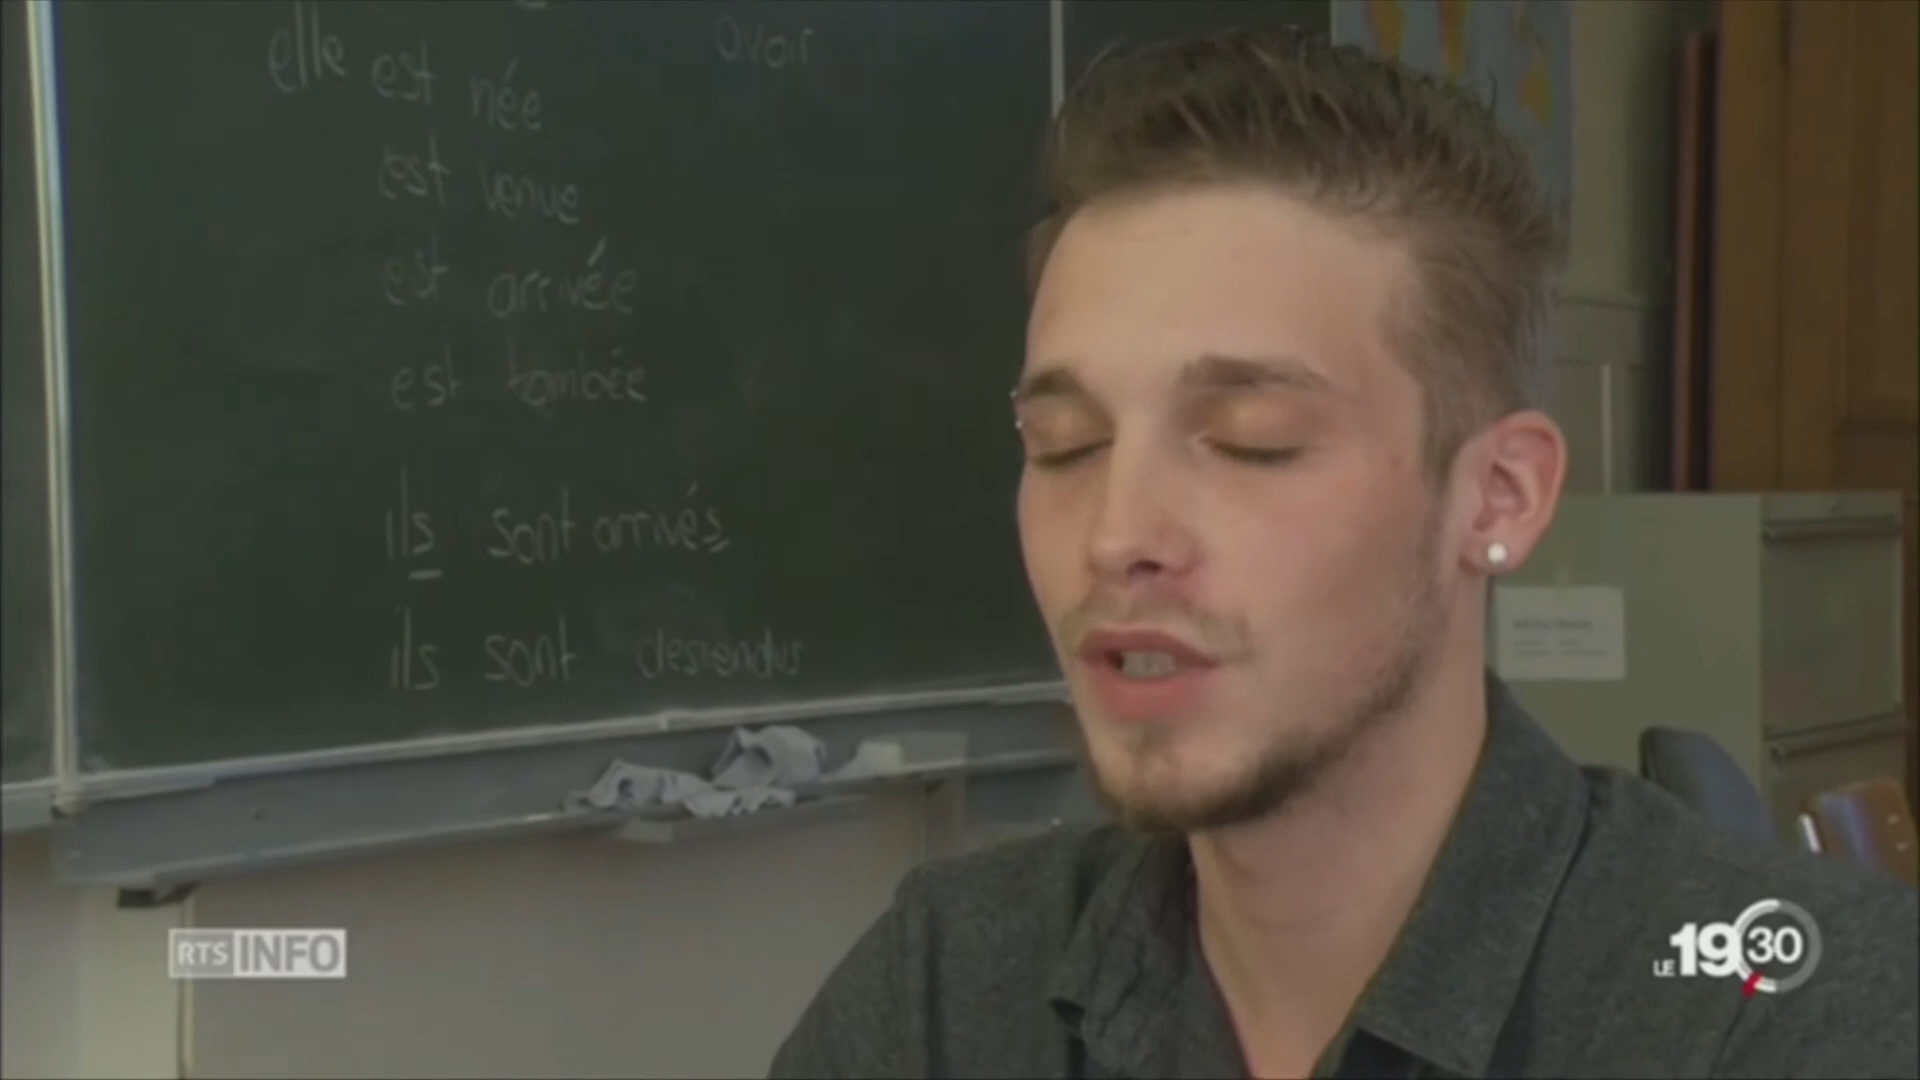 elle est née
avoir
est venue
est arrivée
est tombée
ils sont arrivés
ils sont descendus
RTS INFO
LE 19 30